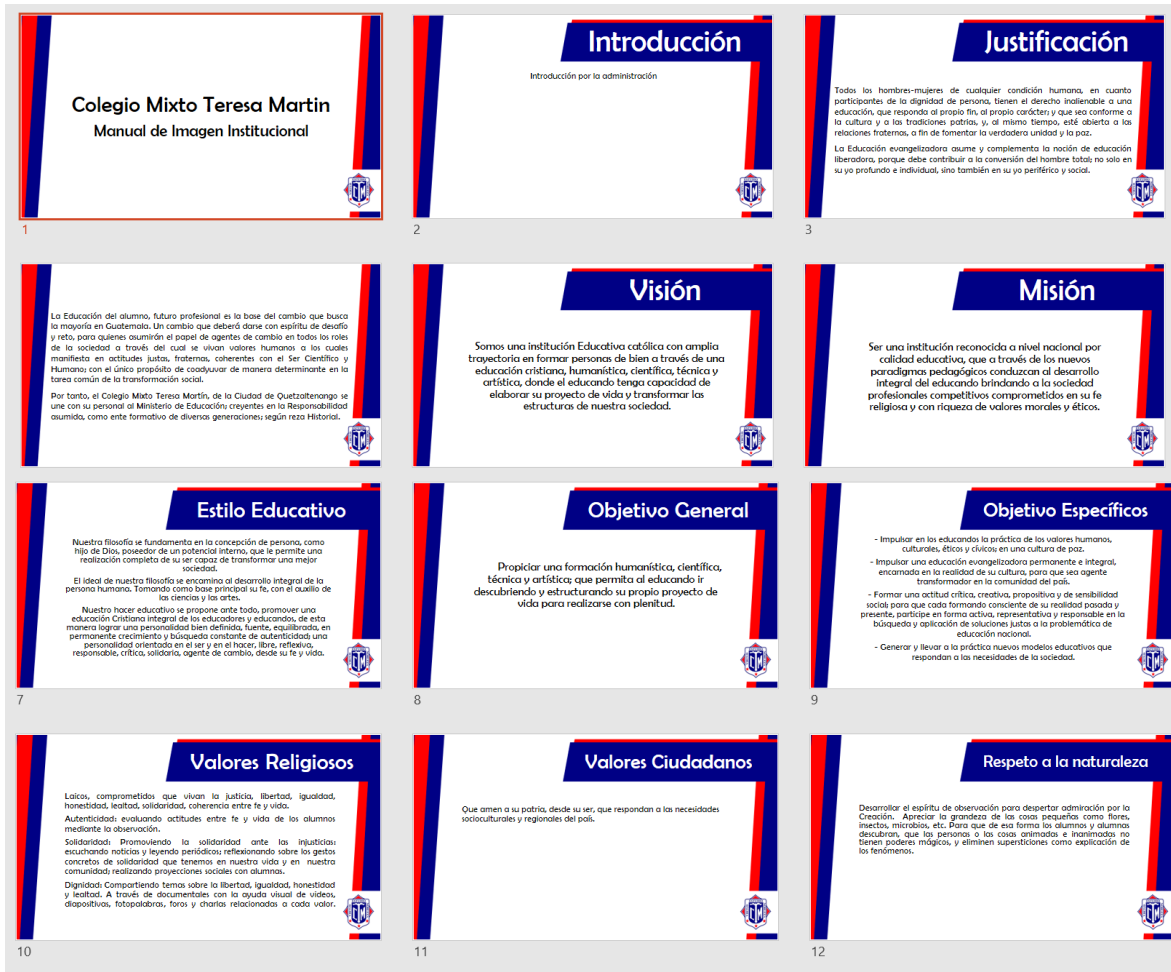 Colegio Mixto Teresa Martin
Manual de Imagen Institucional
1
Introducción
Introducción por la administración
2
Justificación
Todos los hombres-mujeres de cualquier condición humana, en cuanto
participantes de la dignidad de persona, tienen el derecho inalienable a una
educación, que responda al propio fin, al propio carácter; y que sea conforme a
la cultura y a las tradiciones patrias, y, al mismo tiempo, esté abierta a las
relaciones fraternas, a fin de fomentar la verdadera unidad y la paz.
La Educación evangelizadora asume y complementa la noción de educación
liberadora, porque debe contribuir a la conversión del hombre total; no solo en
su yo profundo e individual, sino también en su yo periférico y social.
3
La Educación del alumno, futuro profesional es la base del cambio que busca
la mayoría en Guatemala. Un cambio que deberá darse con espíritu de desafío
y reto, para quienes asumirán el papel de agentes de cambio en todos los roles
de la sociedad a través del cual se vivan valores humanos a los cuales
manifiesta en actitudes justas, fraternas, coherentes con el Ser Científico y
Humano; con el único propósito de coadyuvar de manera determinante en la
tarea común de la transformación social.
Por tanto, el Colegio Mixto Teresa Martín, de la Ciudad de Quetzaltenango se
une con su personal al Ministerio de Educación; creyentes en la Responsabilidad
asumida, como ente formativo de diversas generaciones; según reza Historial.
Visión
Somos una institución Educativa católica con amplia
trayectoria en formar personas de bien a través de una
educación cristiana, humanística, científica, técnica y
artística, donde el educando tenga capacidad de
elaborar su proyecto de vida y transformar las
estructuras de nuestra sociedad.
Misión
Ser una institución reconocida a nivel nacional por
calidad educativa, que a través de los nuevos
paradigmas pedagógicos conduzcan al desarrollo
integral del educando brindando a la sociedad
profesionales competitivos comprometidos en su fe
religiosa y con riqueza de valores morales y éticos.
Estilo Educativo
Nuestra filosofía se fundamenta en la concepción de persona, como
hijo de Dios, poseedor de un potencial interno, que le permite una
realización completa de su ser capaz de transformar una mejor
sociedad.
El ideal de nuestra filosofía se encamina al desarrollo integral de la
persona humana. Tomando como base principal su fe, con el auxilio de
las ciencias y las artes.
Nuestro hacer educativo se propone ante todo, promover una
educación Cristiana integral de los educadores y educandos, de esta
manera lograr una personalidad bien definida, fuente, equilibrada, en
permanente crecimiento y búsqueda constante de autenticidad; una
personalidad orientada en el ser y en el hacer, libre, reflexiva,
responsable, crítica, solidaria, agente de cambio, desde su fe y vida.
7
Objetivo General
Propiciar una formación humanística, científica,
técnica y artística; que permita al educando ir
descubriendo y estructurando su propio proyecto de
vida para realizarse con plenitud.
8
Objetivo Específicos
- Impulsar en los educandos la práctica de los valores humanos,
culturales, éticos y cívicos; en una cultura de paz.
- Impulsar una educación evangelizadora permanente e integral,
encarnada en la realidad de su cultura, para que sea agente
transformador en la comunidad del país.
- Formar una actitud crítica, creativa, propositiva y de sensibilidad
social; para que cada formando consciente de su realidad pasada y
presente, participe en forma activa, representativa y responsable en la
búsqueda y aplicación de soluciones justas a la problemática de
educación nacional.
- Generar y llevar a la práctica nuevos modelos educativos que
respondan a las necesidades de la sociedad.
9
Valores Religiosos
Laicos, comprometidos que vivan la justicia, libertad, igualdad,
honestidad, lealtad, solidaridad, coherencia entre fe y vida.
Autenticidad: evaluando actitudes entre fe y vida de los alumnos
mediante la observación.
Solidaridad: Promoviendo la solidaridad ante las injusticias:
escuchando noticias y leyendo periódicos; reflexionando sobre los gestos
concretos de solidaridad que tenemos en nuestra vida y en nuestra
comunidad; realizando proyecciones sociales con alumnas.
Dignidad: Compartiendo temas sobre la libertad, igualdad, honestidad
y lealtad. A través de documentales con la ayuda visual de videos,
diapositivas, fotopalabras, foros y charlas relacionadas a cada valor.
10
Valores Ciudadanos
Que amen a su patria, desde su ser, que respondan a las necesidades
socioculturales y regionales del país.
11
Respeto a la naturaleza
Desarrollar el espíritu de observación para despertar admiración por la
Creación. Apreciar la grandeza de las cosas pequeñas como flores,
insectos, microbios, etc. Para que de esa forma los alumnos y alumnas
descubran, que las personas o las cosas animadas e inanimados no
tienen poderes mágicos, y eliminen supersticiones como explicación de
los fenómenos.
12